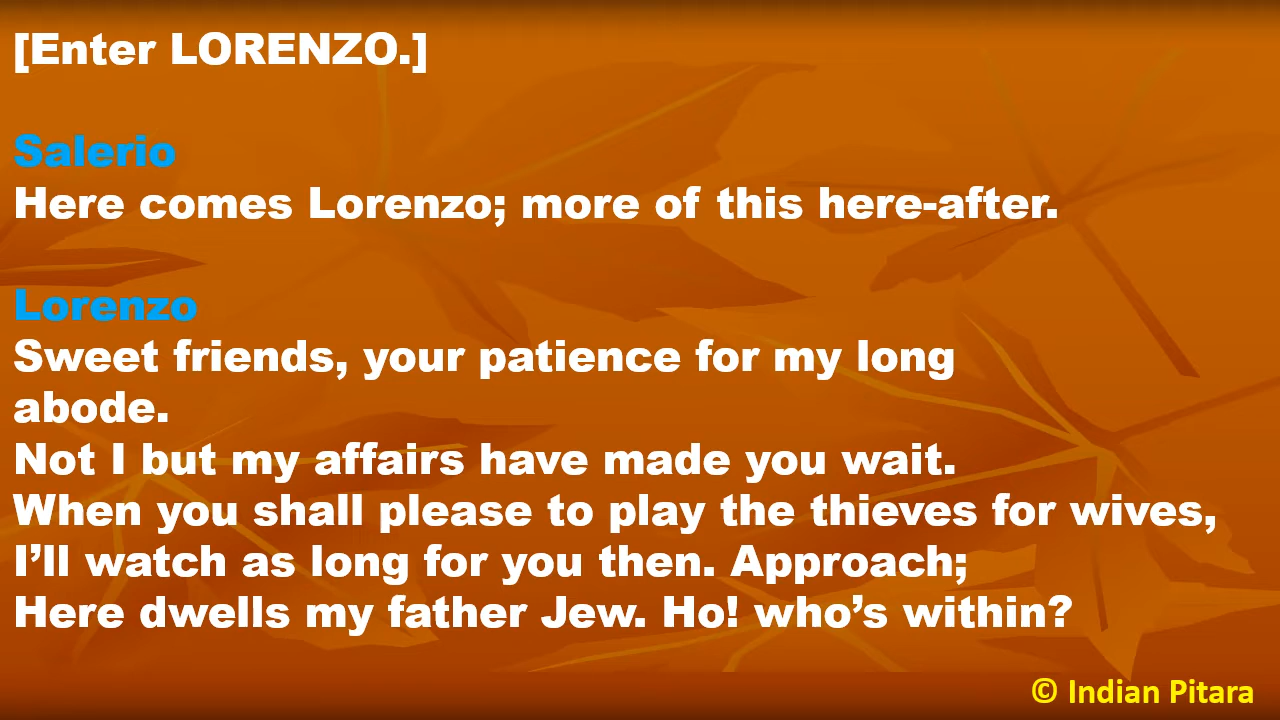 [Enter LORENZO.]
Salerio
Here comes Lorenzo; more of this here-after.
Lorenzo
Sweet friends, your patience for my long
abode.
Not I but my affairs have made you wait.
When you shall please to play the thieves for wives,
I’ll watch as long for you then. Approach;
Here dwells my father Jew. Ho! who’s within?
© Indian Pitara